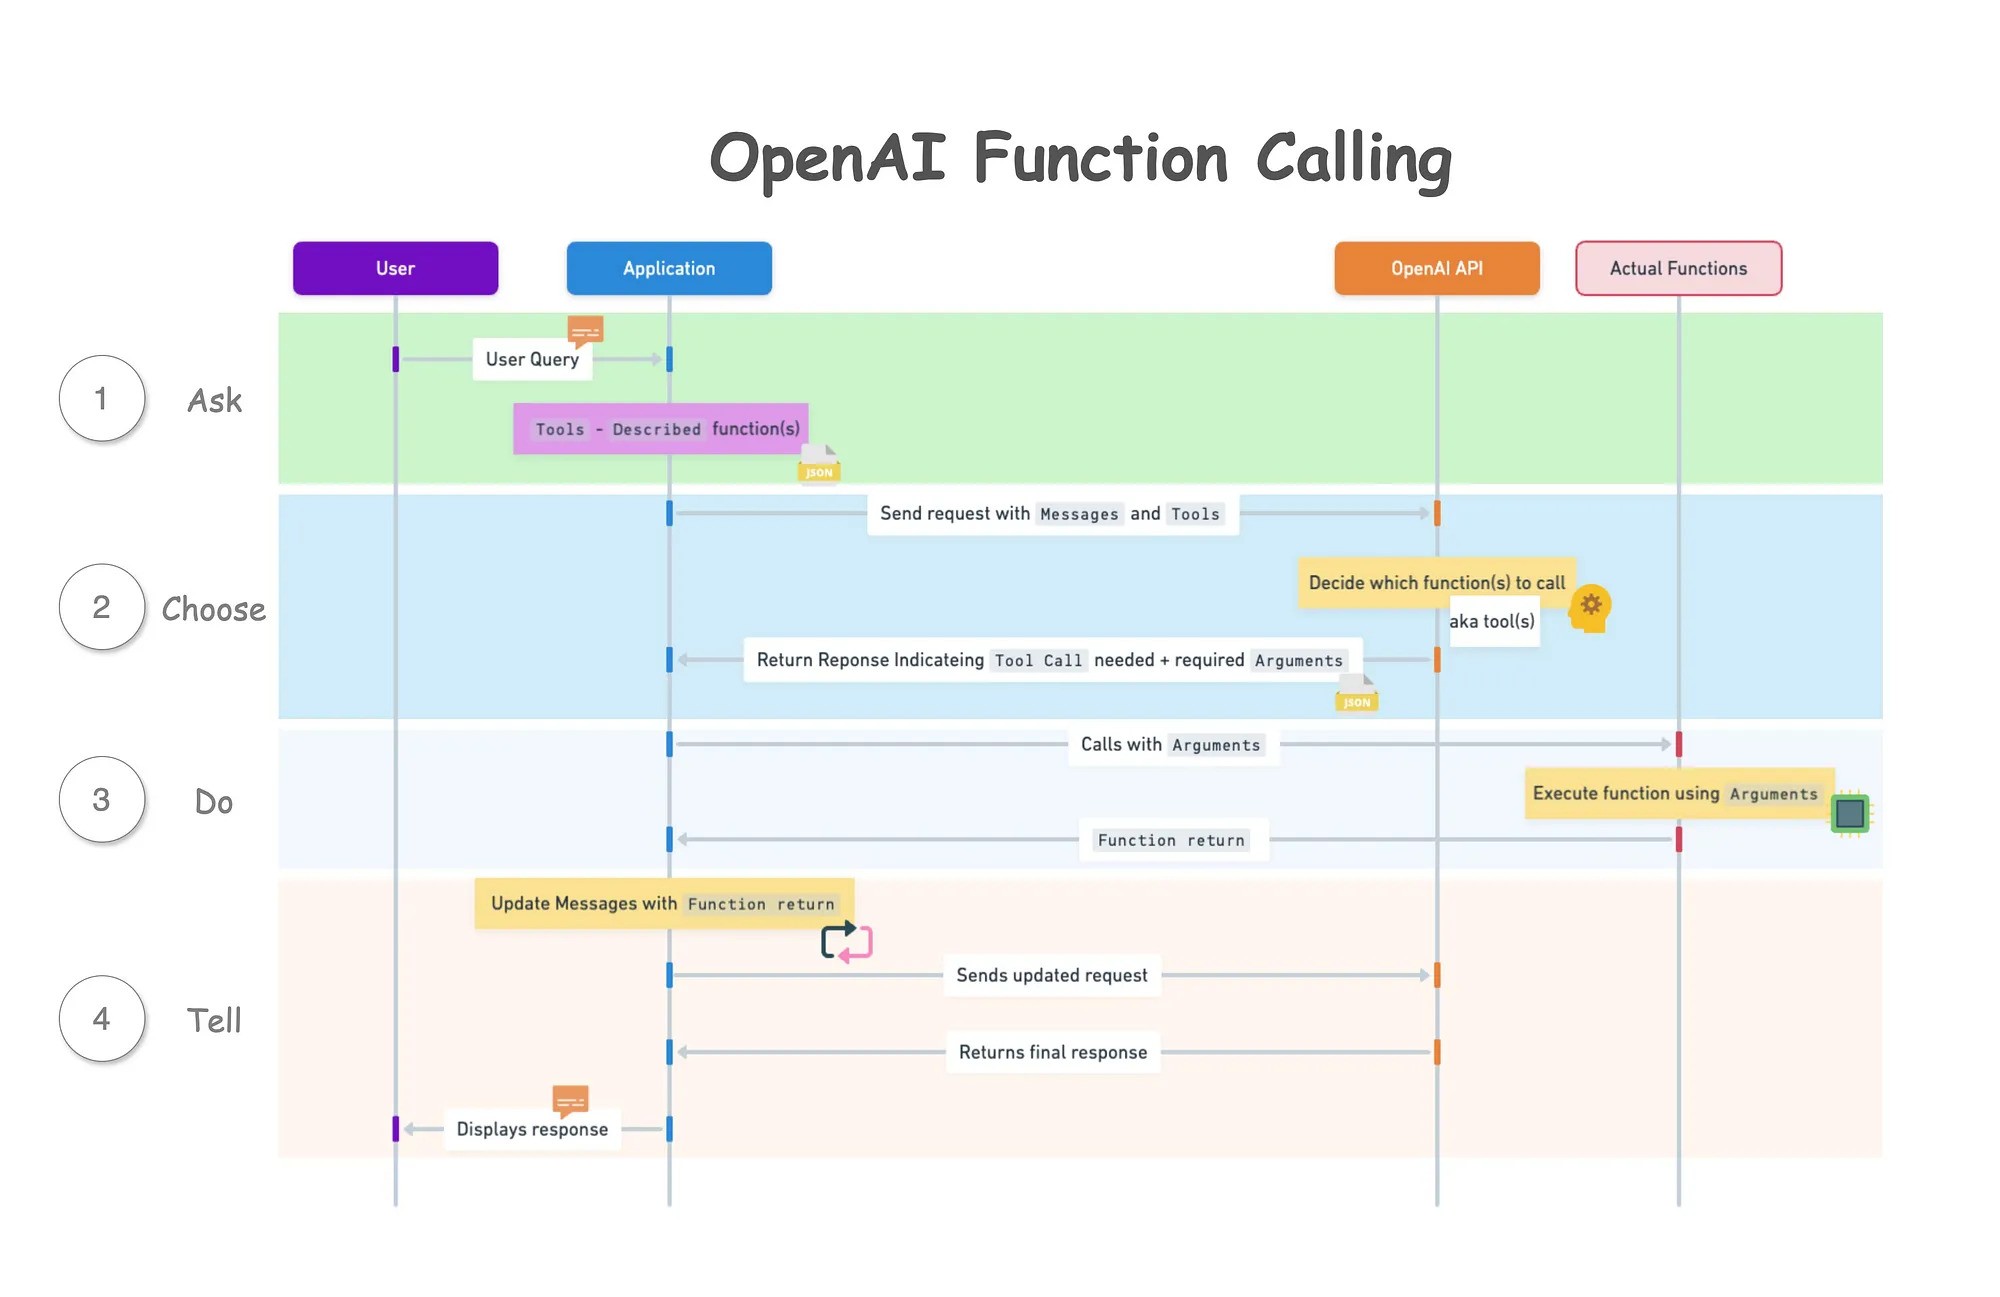 OpenAI Function Calling
User
Application
OpenAI API
Actual Functions
1
Ask
User Query
Tools - Described function(s)
JSON
2
Choose
Send request with Messages and Tools
Decide which function(s) to call
aka tool(s)
Return Reponse Indicateing Tool Call needed + required Arguments
JSON
3
Do
Calls with Arguments
Execute function using Arguments
Function return
4
Tell
Update Messages with Function return
Sends updated request
Returns final response
Displays response